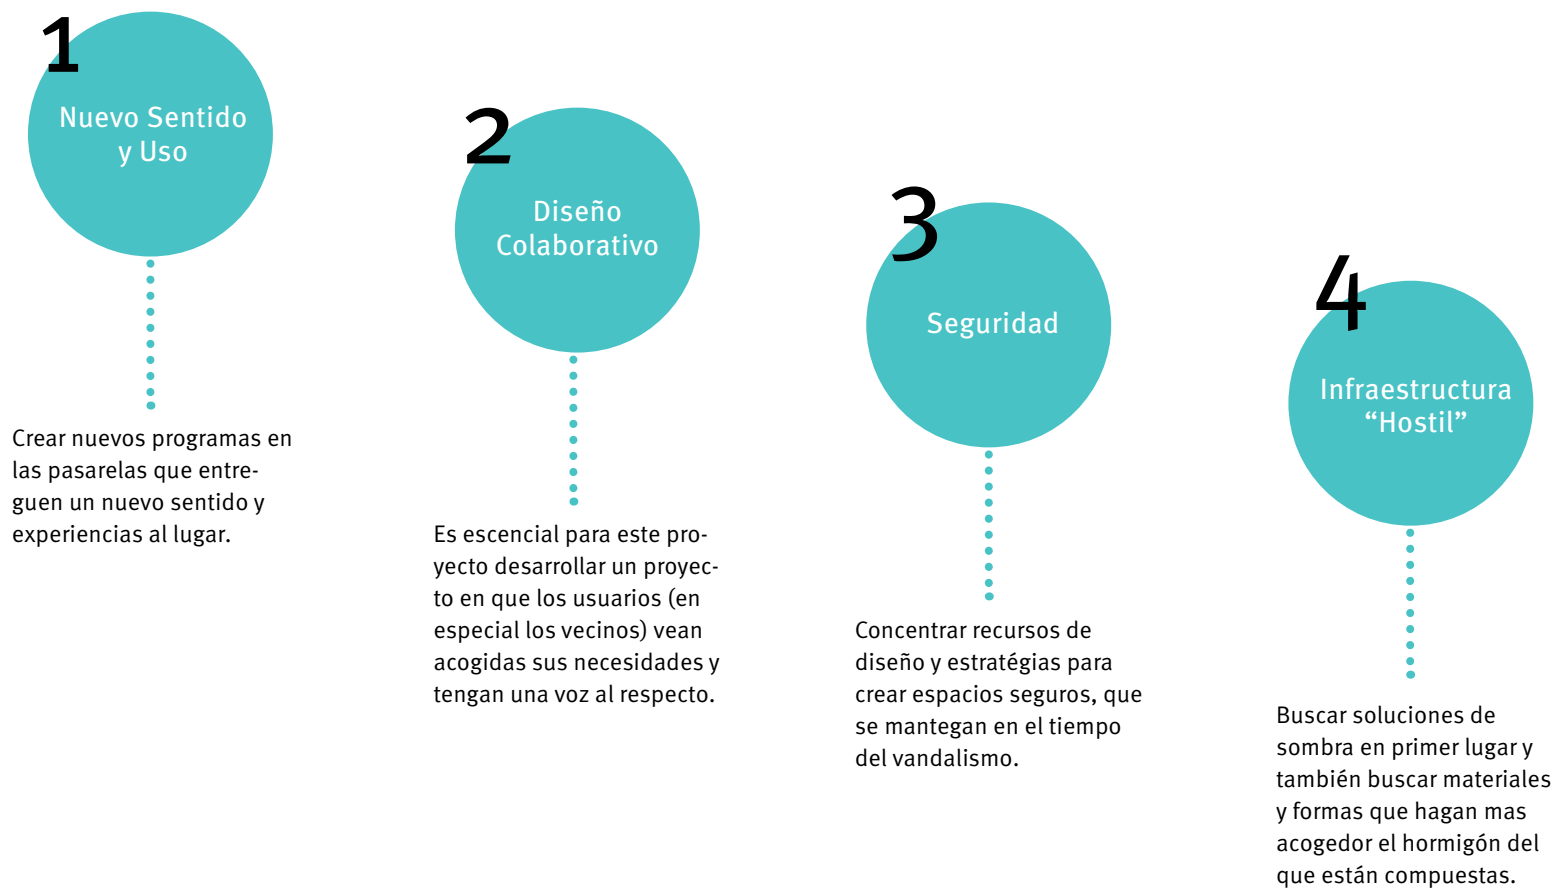 1
Nuevo Sentido
y Uso
Crear nuevos programas en
las pasarelas que entre-
guen un nuevo sentido y
experiencias al lugar.
2
Diseño
Colaborativo
Es escencial para este pro-
yecto desarrollar un proyec-
to en que los usuarios (en
especial los vecinos) vean
acogidas sus necesidades y
tengan una voz al respecto.
3
Seguridad
Concentrar recursos de
diseño y estratégias para
crear espacios seguros, que
se mantegan en el tiempo
del vandalismo.
4
Infraestructura
“Hostil”
Buscar soluciones de
sombra en primer lugar y
también buscar materiales
y formas que hagan mas
acogedor el hormigón del
que están compuestas.